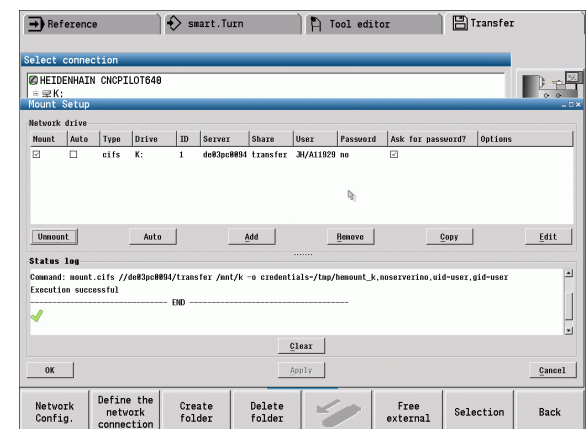 Reference
smart.Turn
Tool editor
Transfer
Select connection
HEIDENHAIN CNCPILOT640
K:
Mount Setup
Network drive
Mount Auto Type Drive ID Server Share User Password Ask for password? Options
cifs K: 1 de03pc0094 transfer JH/A11929 no
Unmount Auto Add Remove Copy Edit
Status log
Command: mount.cifs //de03pc0094/transfer /mnt/k -o credentials=/tmp/hemount_k,noserverino,uid=user,gid=user
Execution successful
------------------------------ END ----------------------------------
Clear
OK Apply Cancel
Network Config.
Define the network connection
Create folder
Delete folder
Free external
Selection
Back